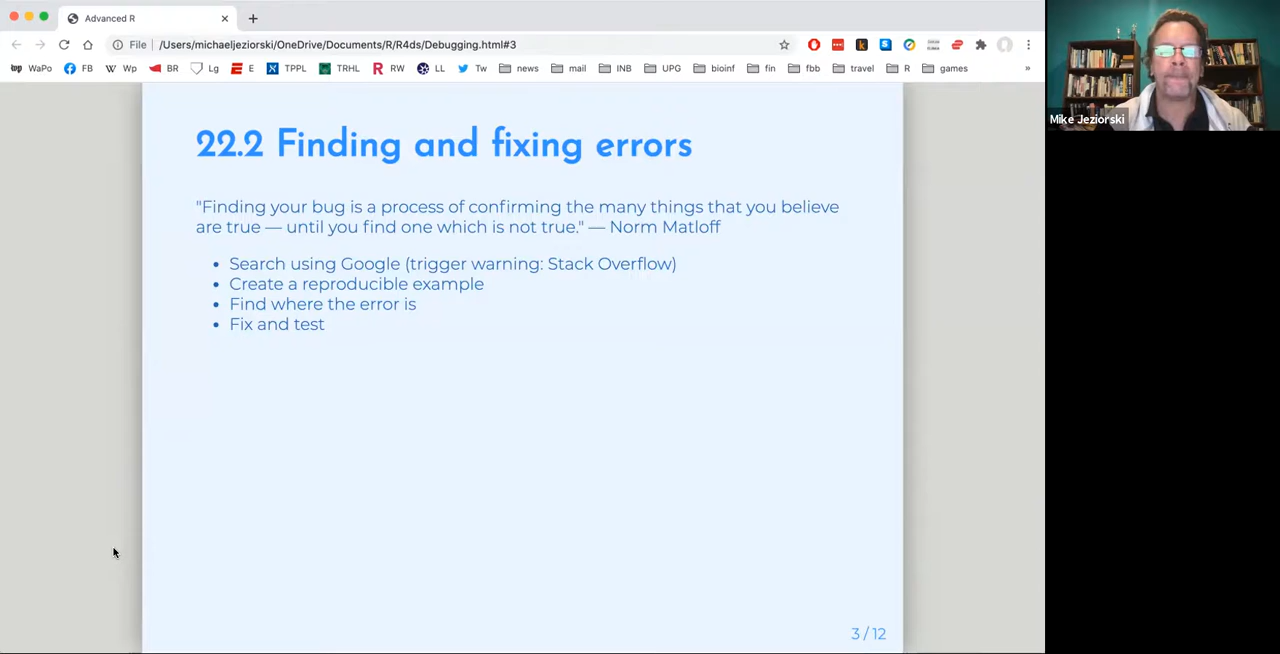 Advanced R
File | /Users/michaeljeziorski/OneDrive/Documents/R/R4ds/Debugging.html#3
wp WaPo FB W Wp BR Lg E TPPL TRHL R RW LL Tw news mail INB UPG bioinf fin fbb travel R games »
Mike Jeziorski
22.2 Finding and fixing errors
"Finding your bug is a process of confirming the many things that you believe
are true — until you find one which is not true." — Norm Matloff
• Search using Google (trigger warning: Stack Overflow)
• Create a reproducible example
• Find where the error is
• Fix and test
3 / 12